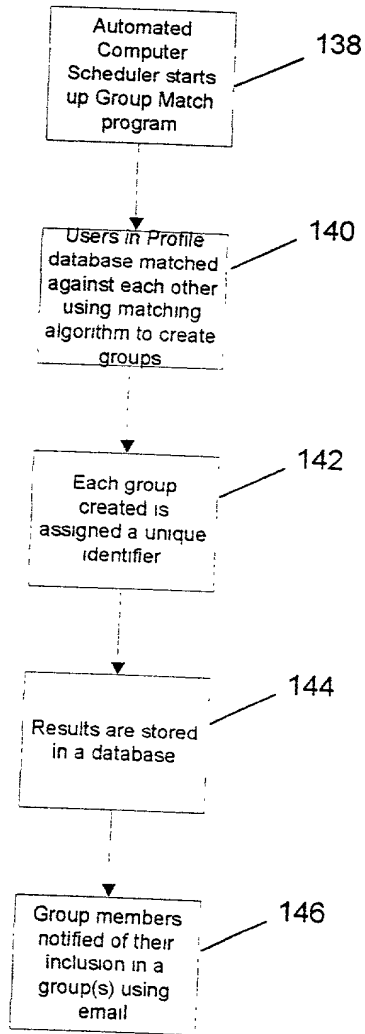 Automated
Computer
Scheduler starts
up Group Match
program
138
Users in Profile
database matched
against each other
using matching
algorithm to create
groups
140
Each group
created is
assigned a unique
identifier
142
Results are stored
in a database
144
Group members
notified of their
inclusion in a
group(s) using
email
146